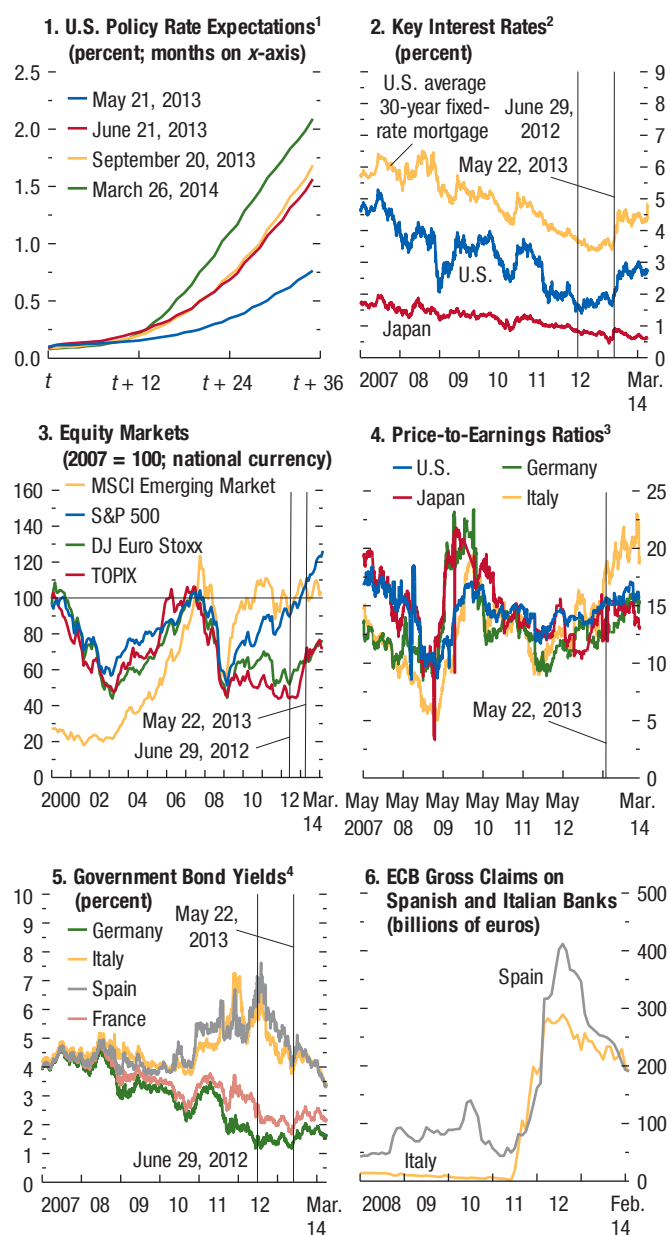 1. U.S. Policy Rate Expectations¹
(percent; months on x-axis)
2.5
2.0
1.5
1.0
0.5
0.0
May 21, 2013
June 21, 2013
September 20, 2013
March 26, 2014
t
t + 12
t + 24
t + 36
2. Key Interest Rates²
(percent)
U.S. average
30-year fixed-
rate mortgage
June 29,
2012
May 22, 2013
U.S.
Japan
9
8
7
6
5
4
3
2
1
0
2007 08 09 10 11 12 13 Mar.
14
3. Equity Markets
(2007 = 100; national currency)
160
140
120
100
80
60
40
20
0
MSCI Emerging Market
S&P 500
DJ Euro Stoxx
TOPIX
May 22, 2013
June 29, 2012
2000 02 04 06 08 10 12 Mar.
14
4. Price-to-Earnings Ratios³
U.S.
Germany
Japan
Italy
May 22, 2013
25
20
15
10
5
0
May May May May May May Mar.
2007 08 09 10 11 12 14
5. Government Bond Yields⁴
(percent)
10
9
8
7
6
5
4
3
2
1
0
May 22,
2013
Germany
Italy
Spain
France
June 29, 2012
2007 08 09 10 11 12 Mar.
14
6. ECB Gross Claims on
Spanish and Italian Banks
(billions of euros)
500
400
300
200
100
0
Spain
Italy
2008 09 10 11 12 Feb.
14